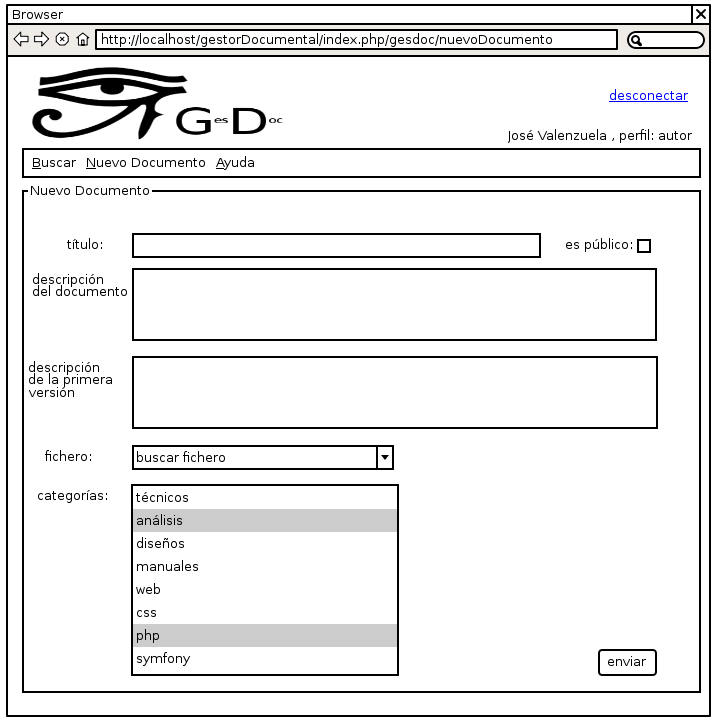 Browser
http://localhost/gestorDocumental/index.php/gesdoc/nuevoDocumento
desconectar
Ges Doc
José Valenzuela , perfil: autor
Buscar Nuevo Documento Ayuda
Nuevo Documento
título:
es público:
descripción
del documento
descripción
de la primera
versión
fichero:
buscar fichero
categorías:
técnicos
análisis
diseños
manuales
web
css
php
symfony
enviar